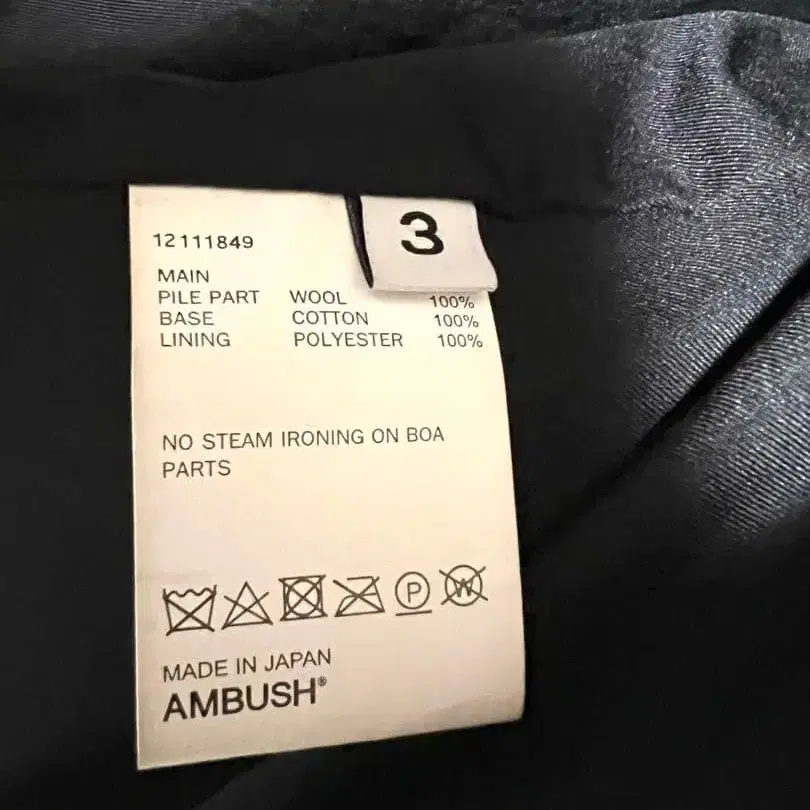 3
12111849
MAIN
PILE PART WOOL 100%
BASE COTTON 100%
LINING POLYESTER 100%
NO STEAM IRONING ON BOA
PARTS
P W
MADE IN JAPAN
AMBUSH®